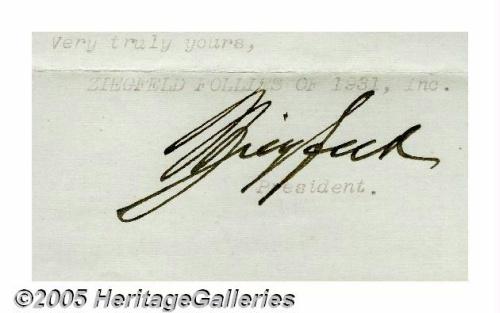 Very truly yours,
ZIEGFELD FOLLIES OF 1931, Inc.
Ziegfeld
President.
©2005 HeritageGalleries